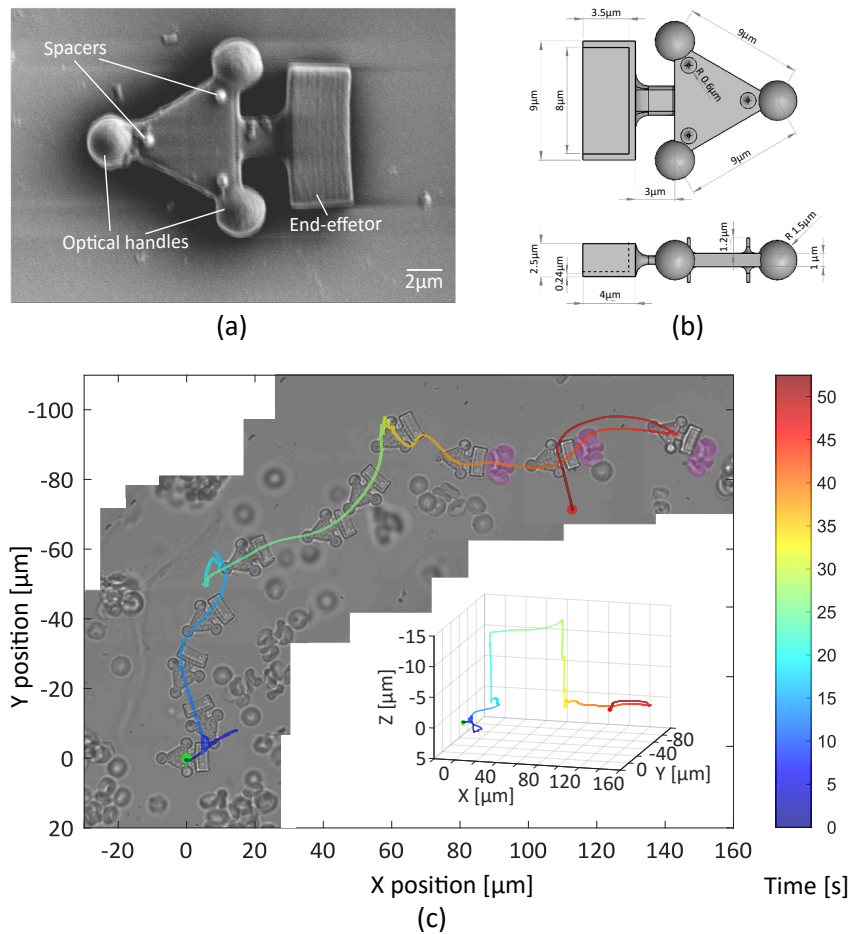 Spacers
Optical handles
End-effetor
2µm
(a)
3.5µm
9µm
8µm
R 0.6µm
9µm
9µm
3µm
2.5µm
0.24µm
4µm
1.2µm
R 1.5µm
1 µm
(b)
Y position [µm]
-100
-80
-60
-40
-20
0
20
-20
0
20
40
60
80
100
120
140
160
X position [µm]
Z [µm]
-15
-10
-5
0
5
0
40
80
120
160
X [µm]
-80
-40
0
Y [µm]
50
45
40
35
30
25
20
15
10
5
0
Time [s]
(c)